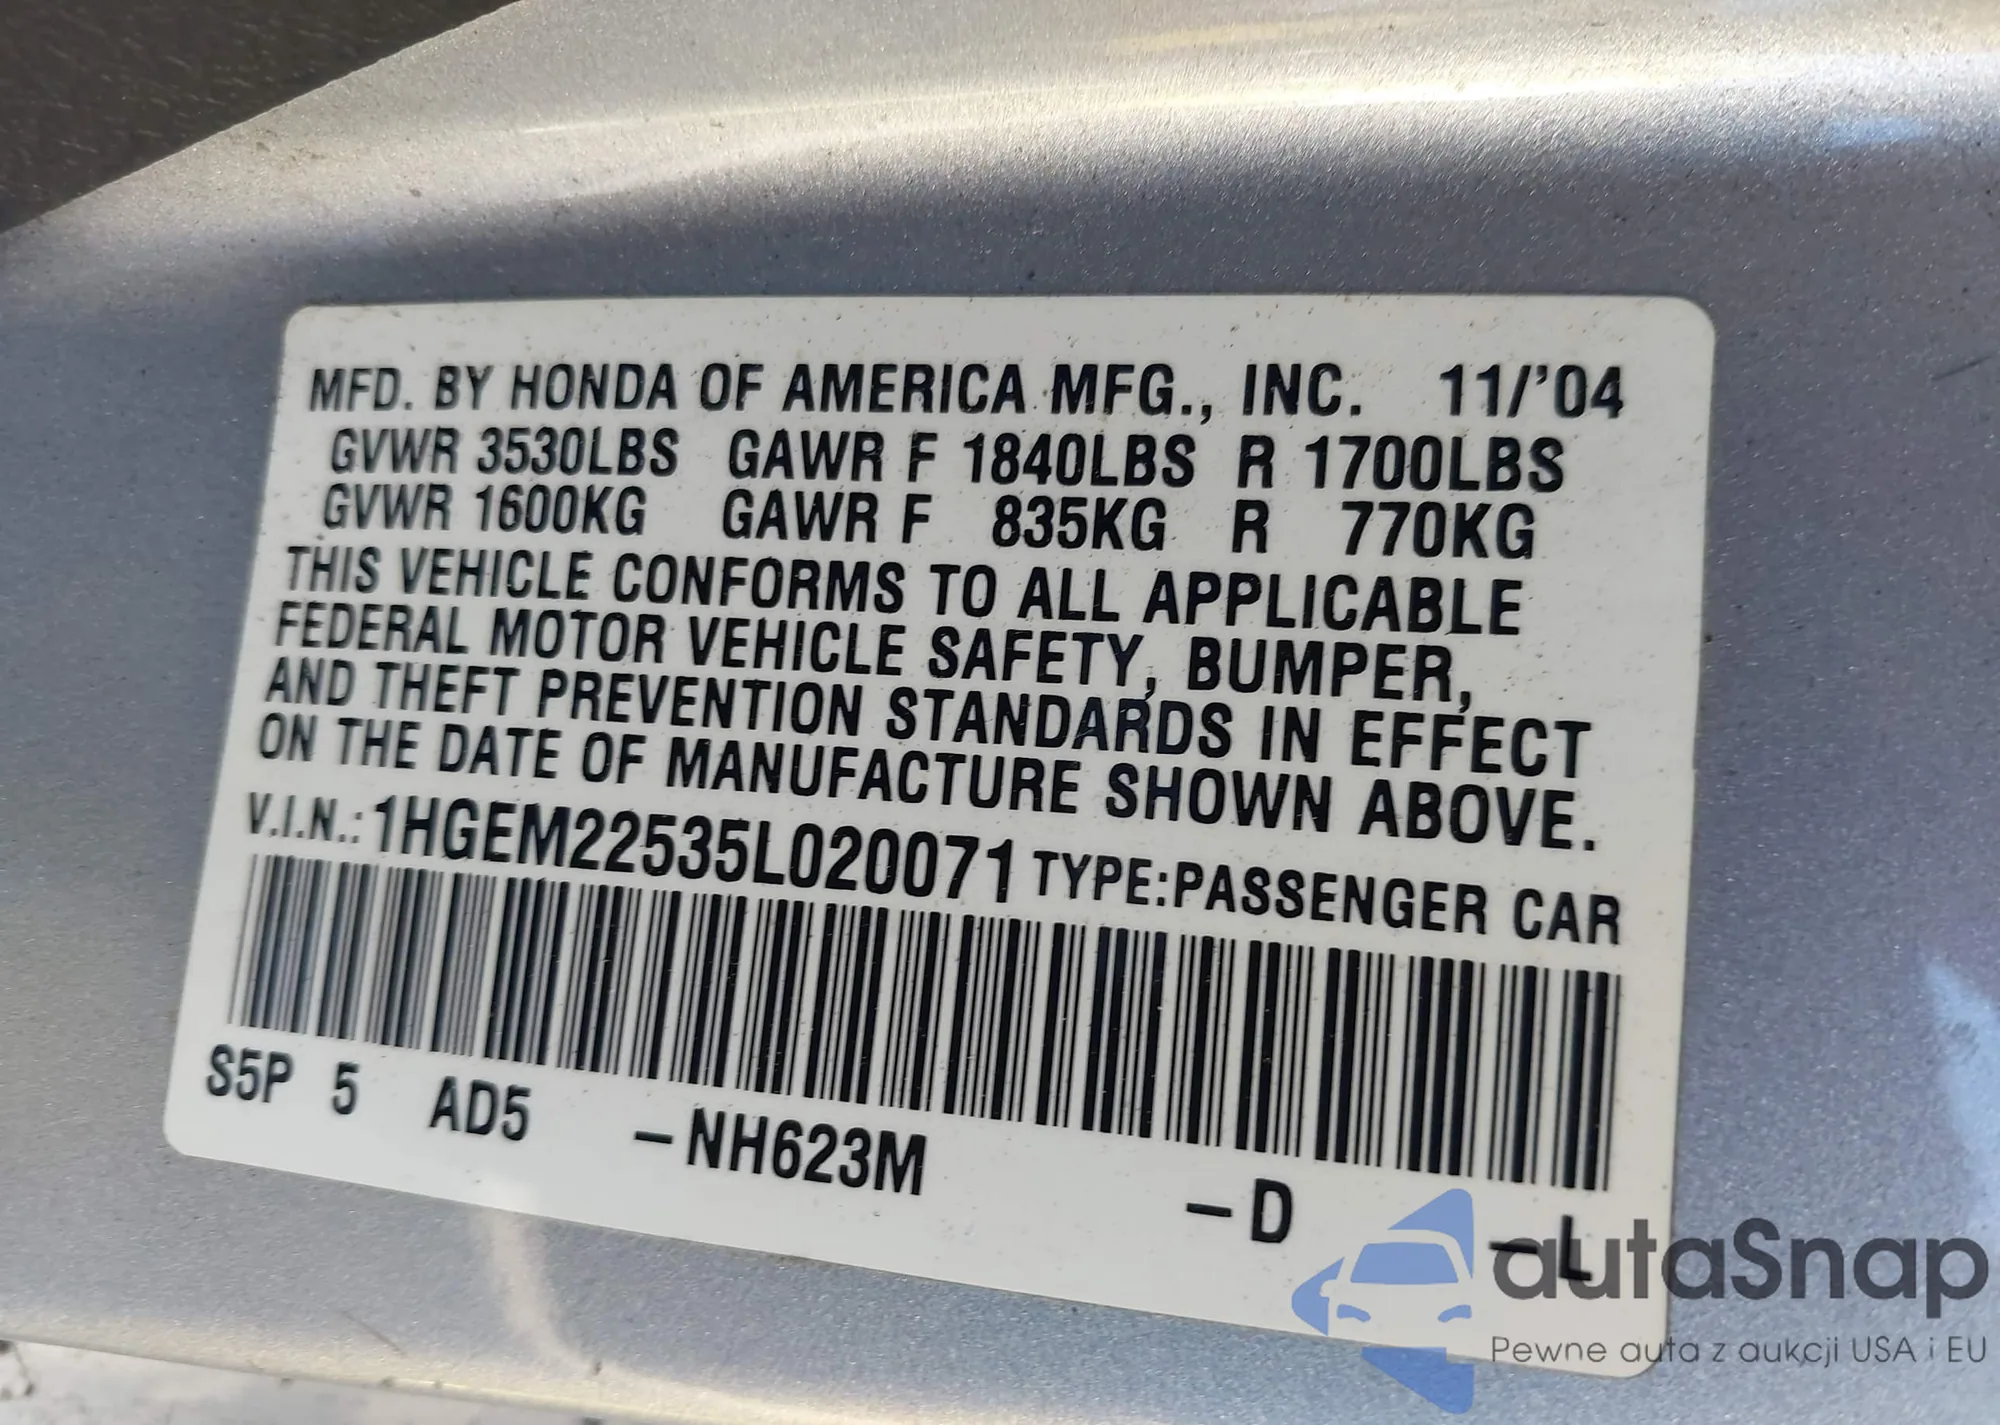 MFD. BY HONDA OF AMERICA MFG., INC. 11/'04
GVWR 3530LBS GAWR F 1840LBS R 1700LBS
GVWR 1600KG GAWR F 835KG R 770KG
THIS VEHICLE CONFORMS TO ALL APPLICABLE
FEDERAL MOTOR VEHICLE SAFETY, BUMPER,
AND THEFT PREVENTION STANDARDS IN EFFECT
ON THE DATE OF MANUFACTURE SHOWN ABOVE.
V.I.N.: 1HGEM22535L020071 TYPE:PASSENGER CAR
S5P 5 AD5 -NH623M -D -L
autaSnap
Pewne auta z aukcji USA i EU